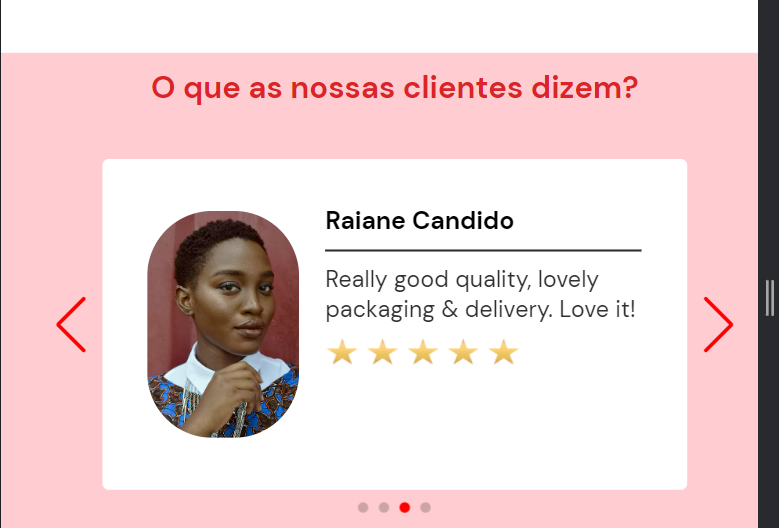 O que as nossas clientes dizem?
Raiane Candido
Really good quality, lovely
packaging & delivery. Love it!